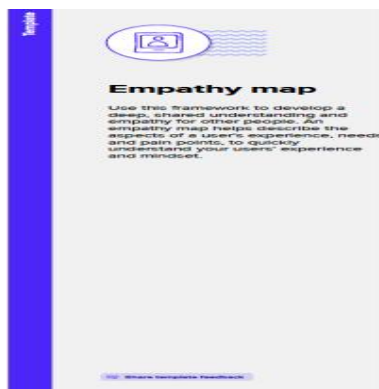 Template
Empathy map
Use this framework to develop a
deep, shared understanding and
empathy for other people. An
empathy map helps describe the
aspects of a user's experience, needs
and pain points, to quickly
understand your users' experience
and mindset.
Share template feedback